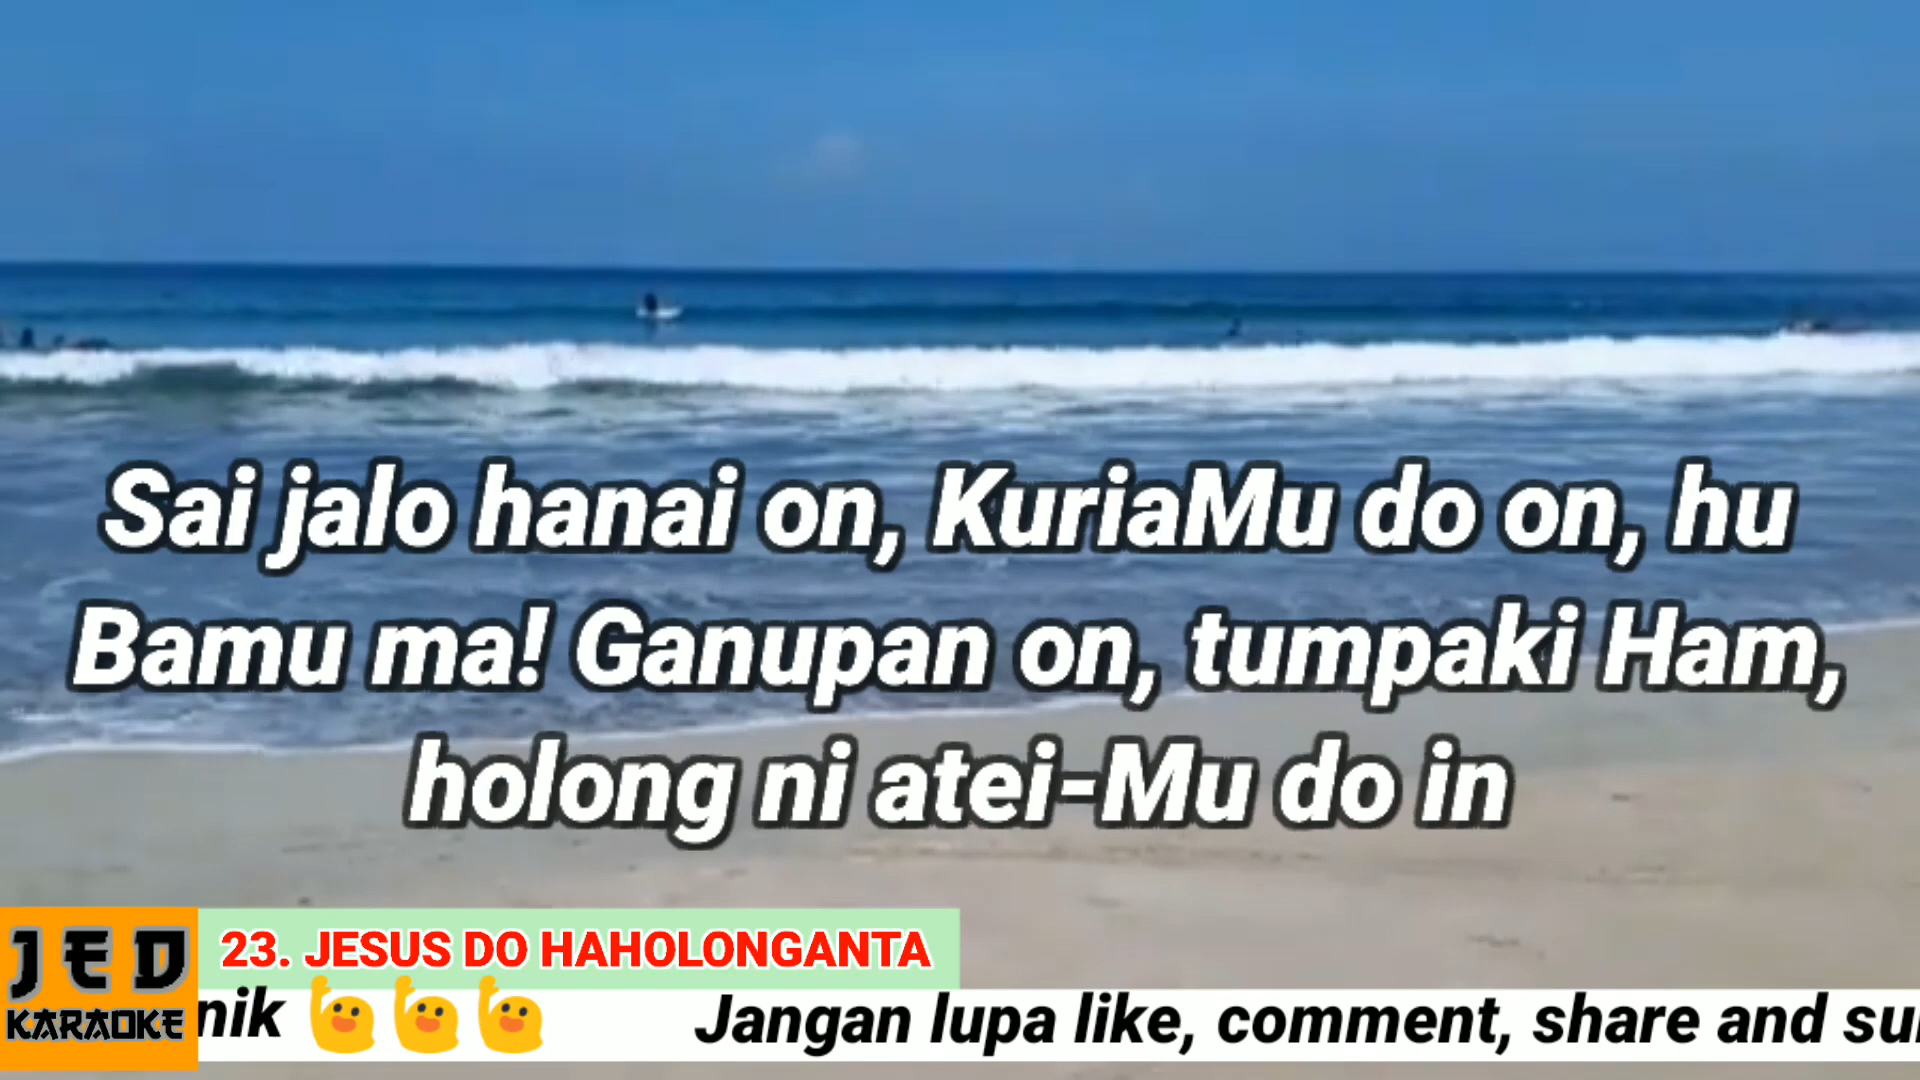 Sai jalo hanai on, KuriaMu do on, hu
Bamu ma! Ganupan on, tumpaki Ham,
holong ni atei-Mu do in
JED
KARAOKE
23. JESUS DO HAHOLONGANTA
nik 🙋🙋🙋 Jangan lupa like, comment, share and su